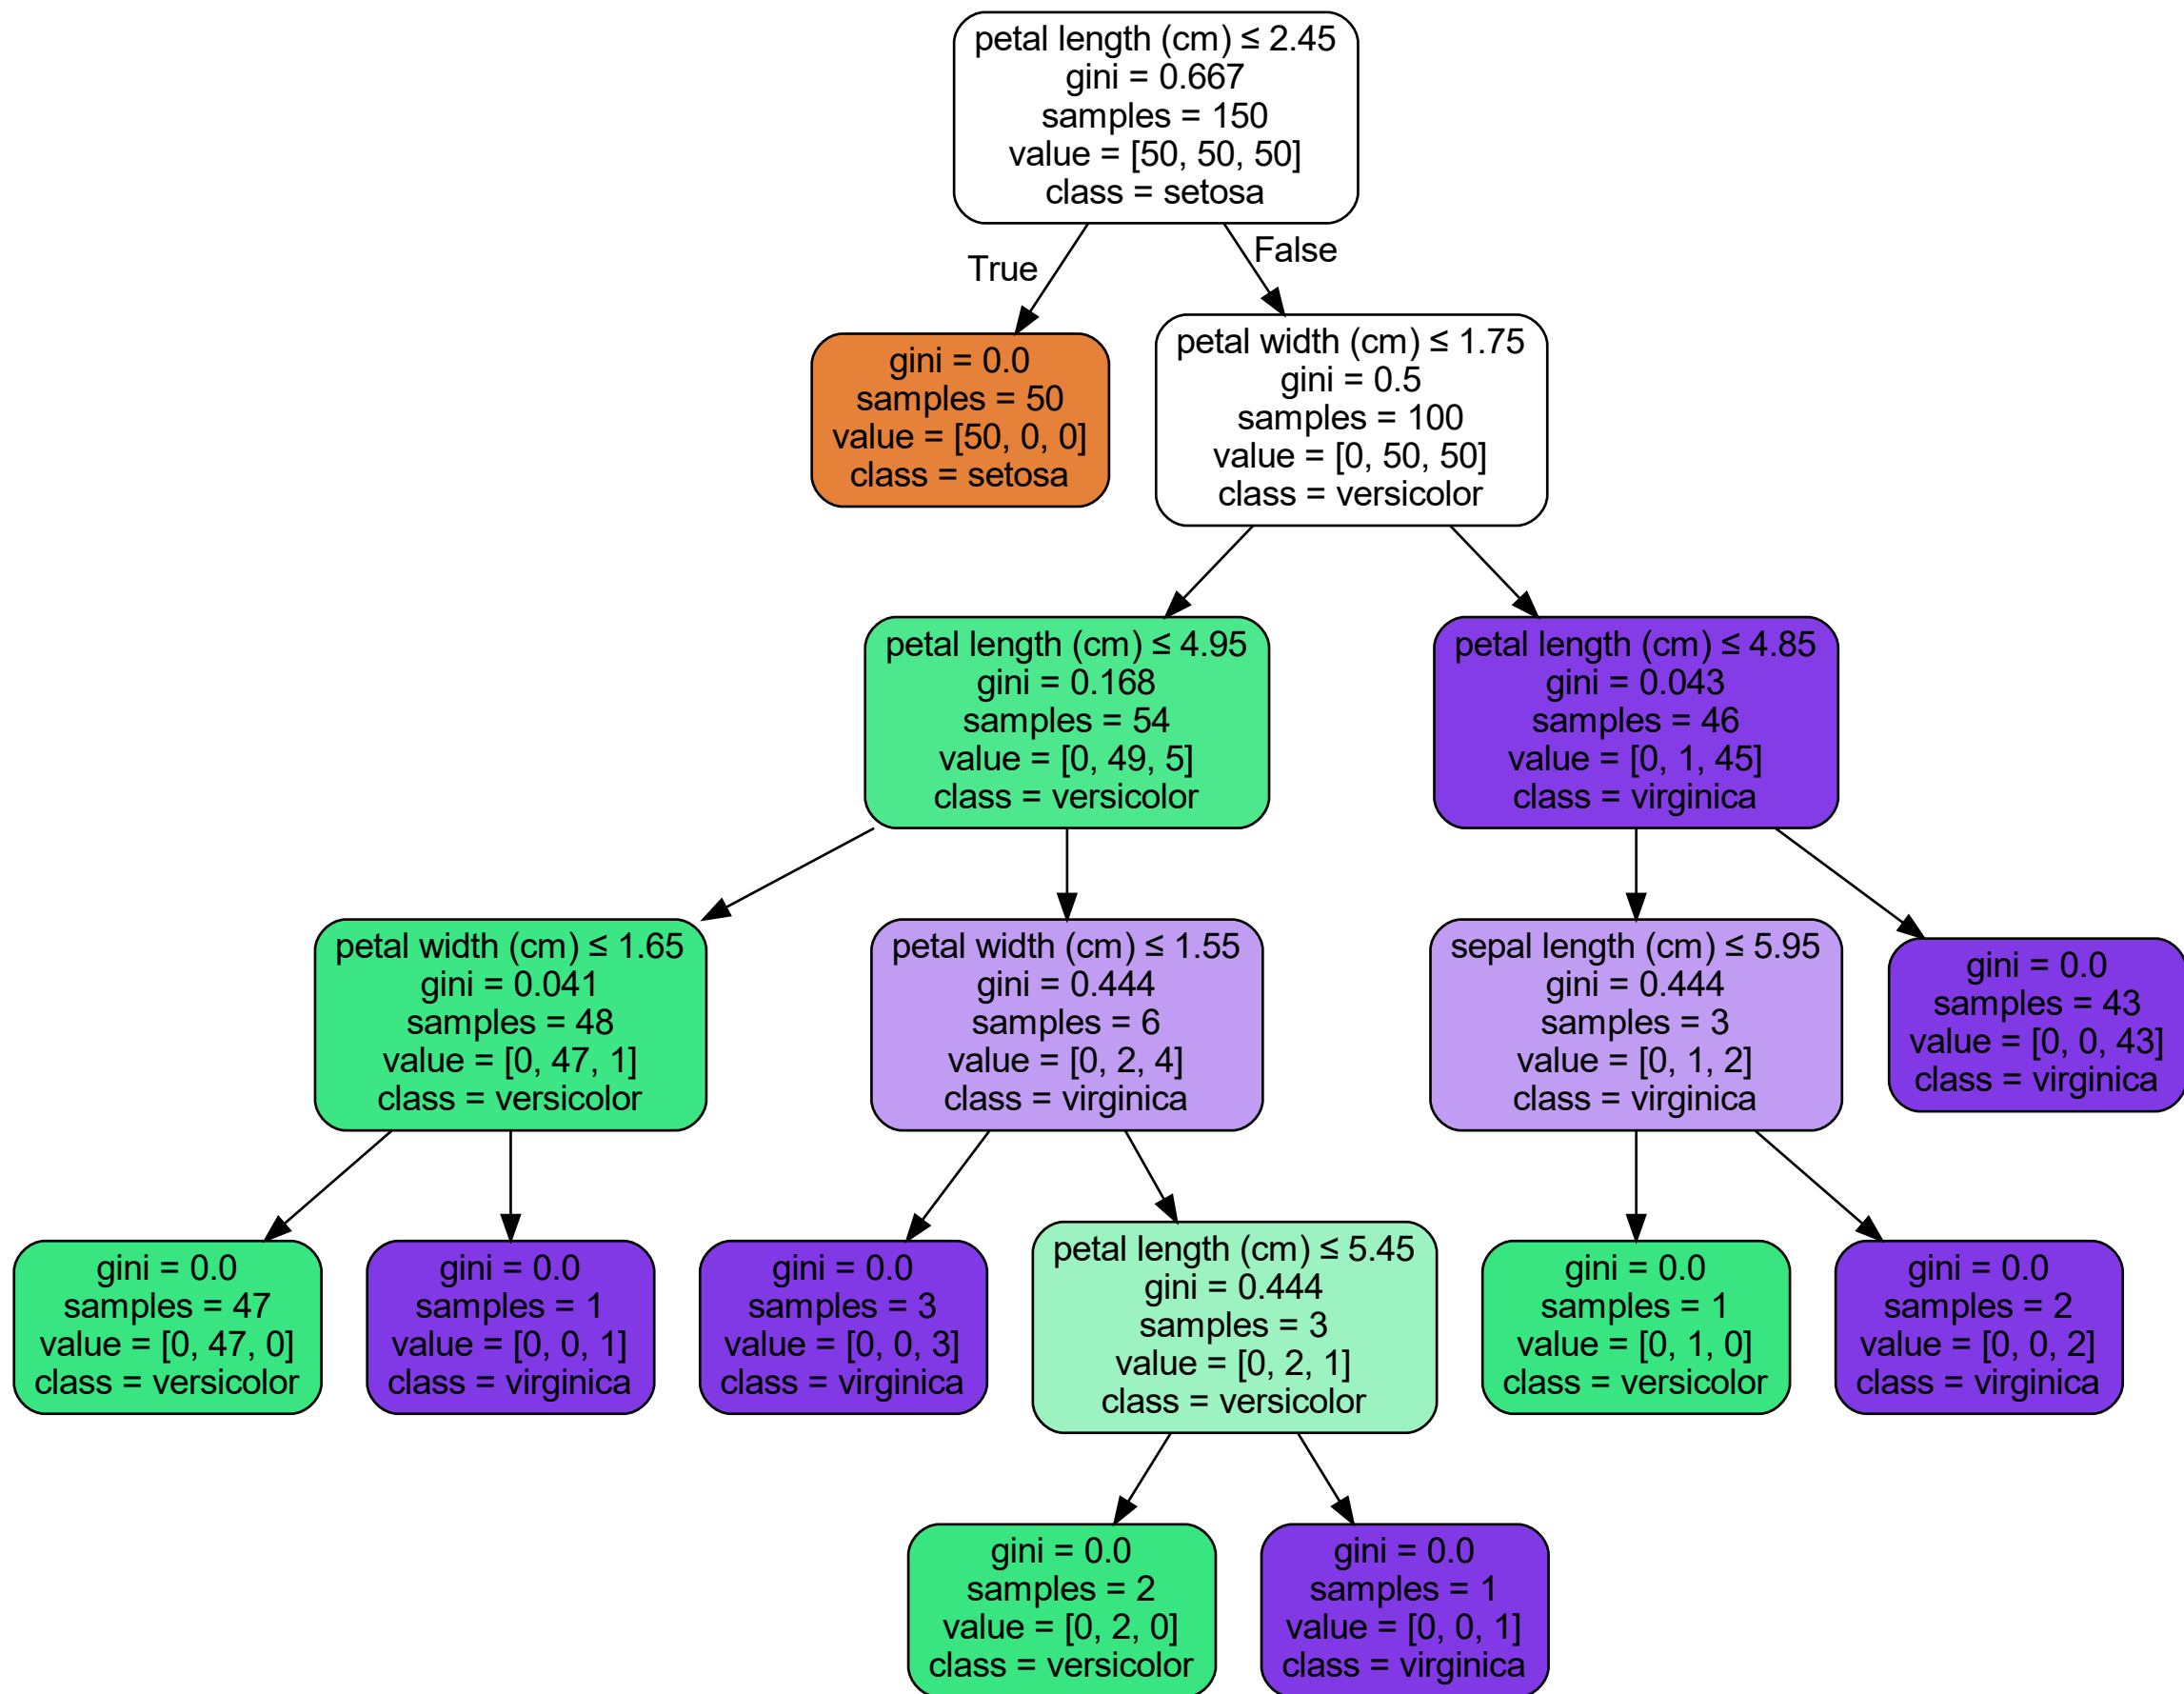 petal length (cm) ≤ 2.45
gini = 0.667
samples = 150
value = [50, 50, 50]
class = setosa
True
False
gini = 0.0
samples = 50
value = [50, 0, 0]
class = setosa
petal width (cm) ≤ 1.75
gini = 0.5
samples = 100
value = [0, 50, 50]
class = versicolor
petal length (cm) ≤ 4.95
gini = 0.168
samples = 54
value = [0, 49, 5]
class = versicolor
petal length (cm) ≤ 4.85
gini = 0.043
samples = 46
value = [0, 1, 45]
class = virginica
petal width (cm) ≤ 1.65
gini = 0.041
samples = 48
value = [0, 47, 1]
class = versicolor
petal width (cm) ≤ 1.55
gini = 0.444
samples = 6
value = [0, 2, 4]
class = virginica
sepal length (cm) ≤ 5.95
gini = 0.444
samples = 3
value = [0, 1, 2]
class = virginica
gini = 0.0
samples = 43
value = [0, 0, 43]
class = virginica
gini = 0.0
samples = 47
value = [0, 47, 0]
class = versicolor
gini = 0.0
samples = 1
value = [0, 0, 1]
class = virginica
gini = 0.0
samples = 3
value = [0, 0, 3]
class = virginica
petal length (cm) ≤ 5.45
gini = 0.444
samples = 3
value = [0, 2, 1]
class = versicolor
gini = 0.0
samples = 1
value = [0, 1, 0]
class = versicolor
gini = 0.0
samples = 2
value = [0, 0, 2]
class = virginica
gini = 0.0
samples = 2
value = [0, 2, 0]
class = versicolor
gini = 0.0
samples = 1
value = [0, 0, 1]
class = virginica